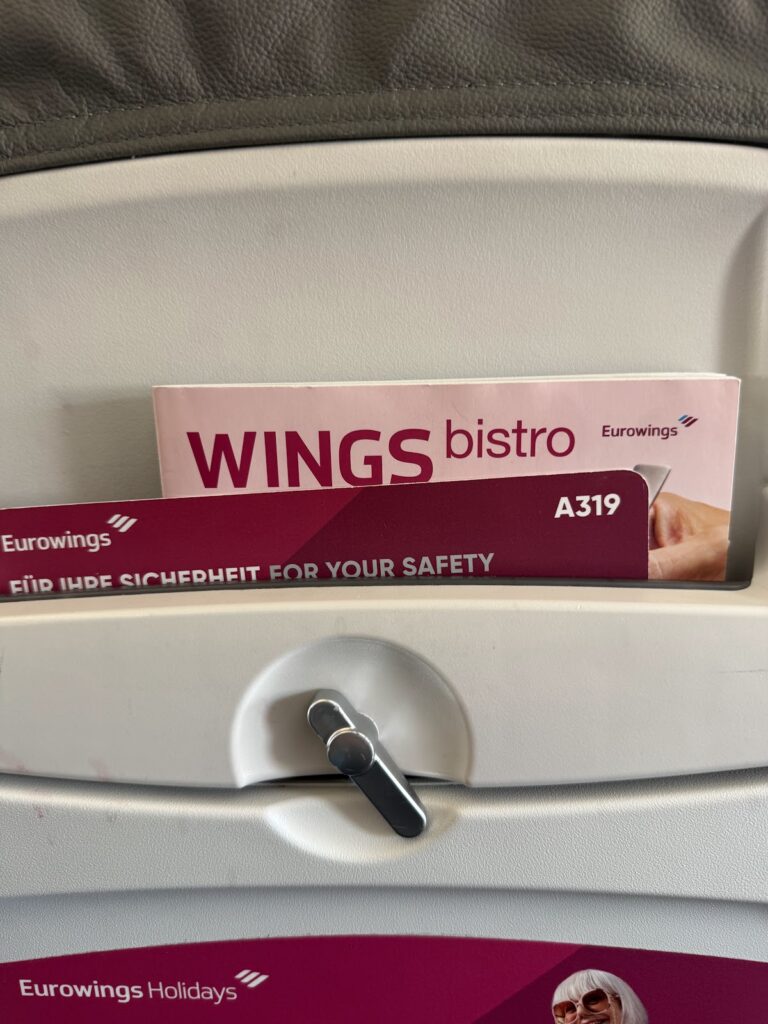 WINGS bistro Eurowings
A319
Eurowings
FÜR IHRE SICHERHEIT FOR YOUR SAFETY
Eurowings Holidays